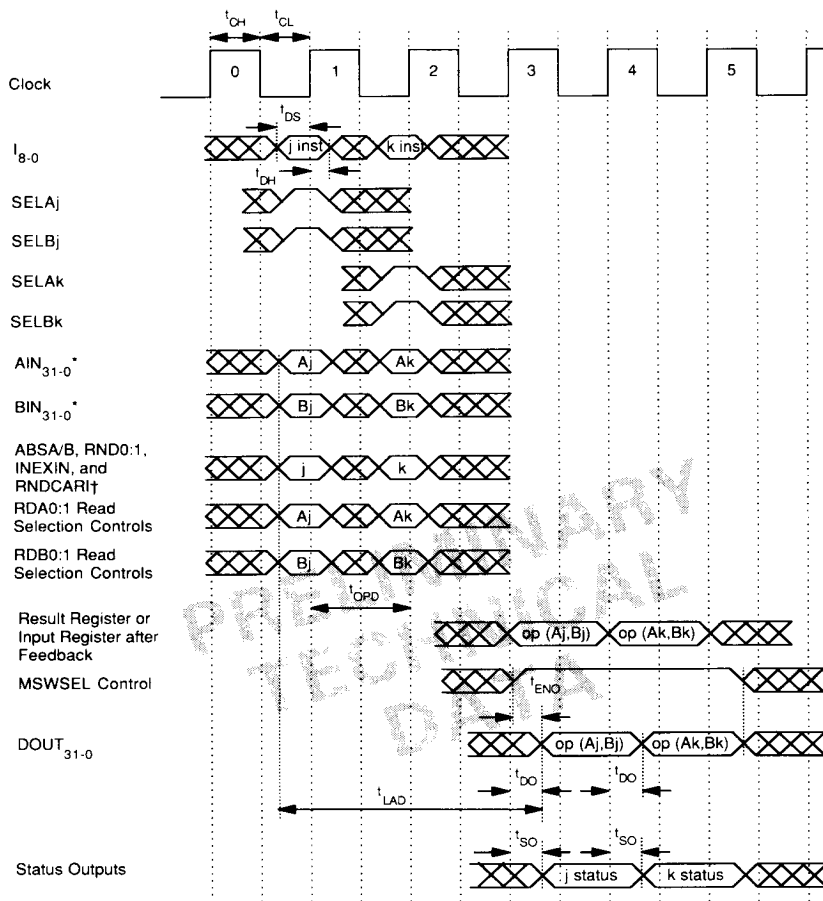 tCH tCL
Clock 0 1 2 3 4 5
tDS
I8-0 j inst k inst
tDH
SELAj
SELBj
SELAk
SELBk
AIN31-0* Aj Ak
BIN31-0* Bj Bk
ABSA/B, RND0:1,
INEXIN, and
RNDCARI† j k
RDA0:1 Read
Selection Controls Aj Ak
RDB0:1 Read
Selection Controls Bj Bk
tOPD
Result Register or
Input Register after
Feedback op (Aj,Bj) op (Ak,Bk)
MSWSEL Control
tENO
DOUT31-0 op (Aj,Bj) op (Ak,Bk)
tDO tDO
tLAD
tSO tSO
Status Outputs j status k status
PRELIMINARY
TECHNICAL
DATA